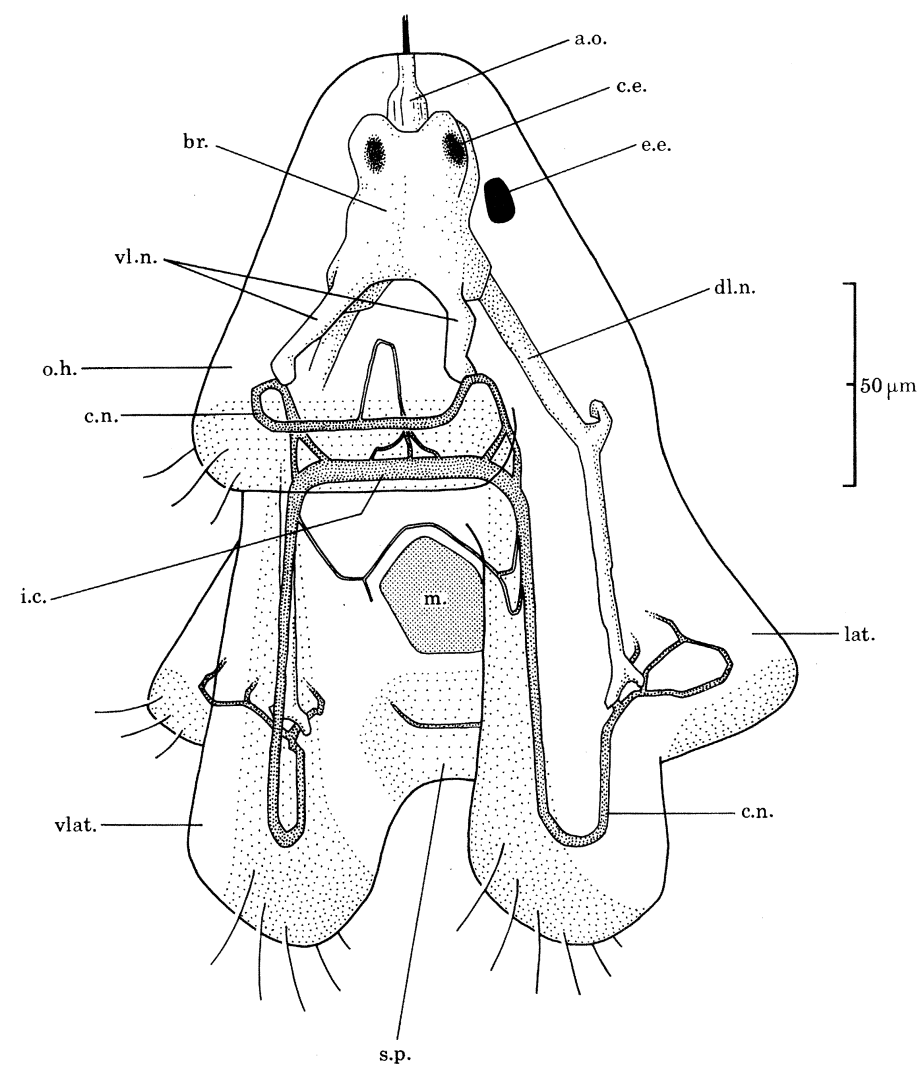 a.o.
c.e.
br.
e.e.
vl.n.
dl.n.
o.h.
50 μm
c.n.
i.c.
m.
lat.
vlat.
c.n.
s.p.